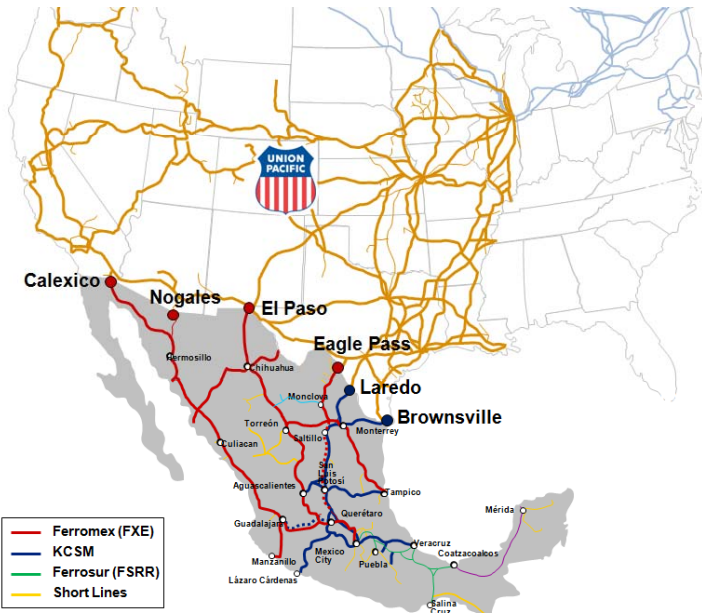 UNION
PACIFIC
Calexico
Nogales
El Paso
Eagle Pass
Laredo
Brownsville
Hermosillo
Chihuahua
Monclova
Torreón
Saltillo
Monterrey
Culiacan
San
Luis
Potosi
Aguascalientes
Tampico
Mérida
Querétaro
Guadalajara
Mexico
City
Veracruz
Coatzacoalcos
Puebla
Manzanillo
Lázaro Cárdenas
Salina
Cruz
Ferromex (FXE)
KCSM
Ferrosur (FSRR)
Short Lines